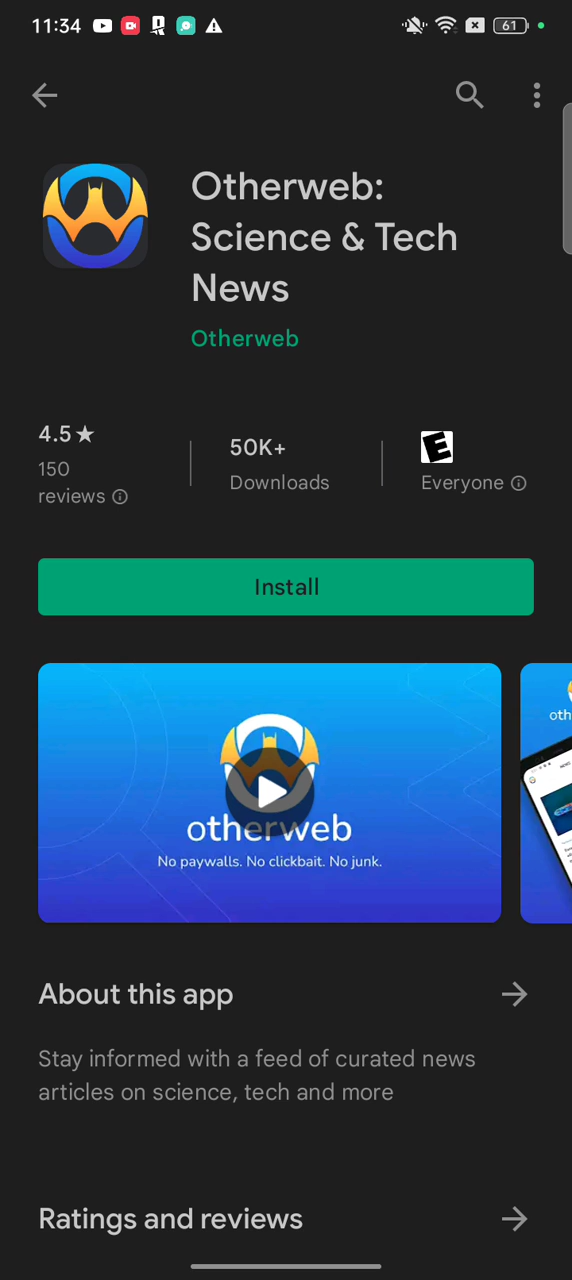 11:34
61
Otherweb:
Science & Tech
News
Otherweb
4.5★
150
reviews
50K+
Downloads
E
Everyone
Install
otherweb
No paywalls. No clickbait. No junk.
oth
About this app
Stay informed with a feed of curated news
articles on science, tech and more
Ratings and reviews